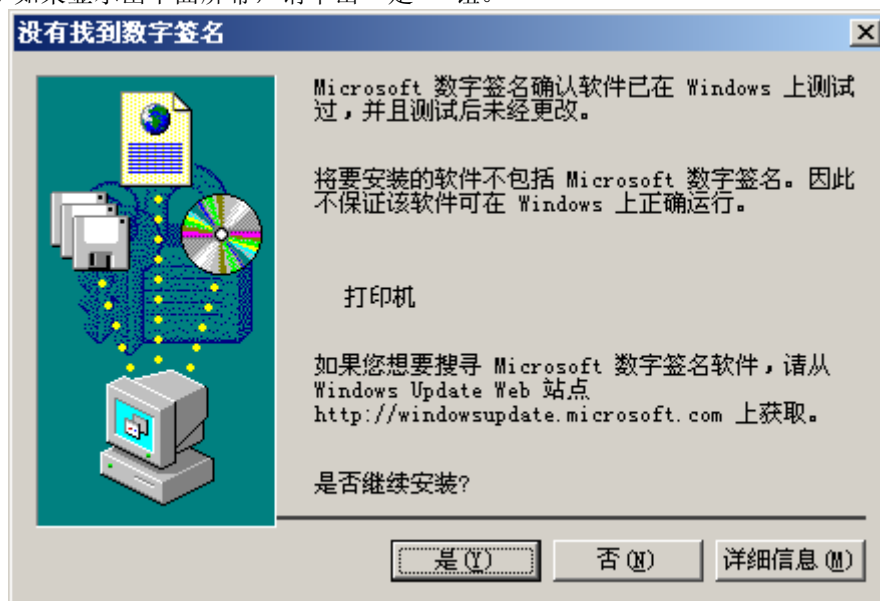 没有找到数字签名
Microsoft 数字签名确认软件已在 Windows 上测试
过，并且测试后未经更改。
将要安装的软件不包括 Microsoft 数字签名。因此
不保证该软件可在 Windows 上正确运行。
打印机
如果您想要搜寻 Microsoft 数字签名软件，请从
Windows Update Web 站点
http://windowsupdate.microsoft.com 上获取。
是否继续安装?
是(Y) 否(N) 详细信息(M)